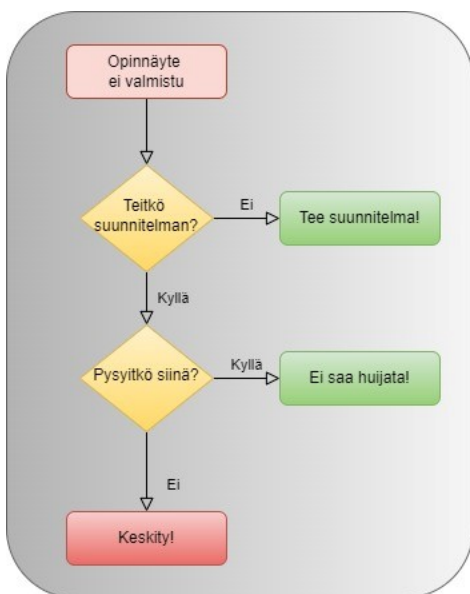 Opinnäyte
ei valmistu
Teitkö
suunnitelman?
Ei
Tee suunnitelma!
Kyllä
Pysyitkö siinä?
Kyllä
Ei saa huijata!
Ei
Keskity!